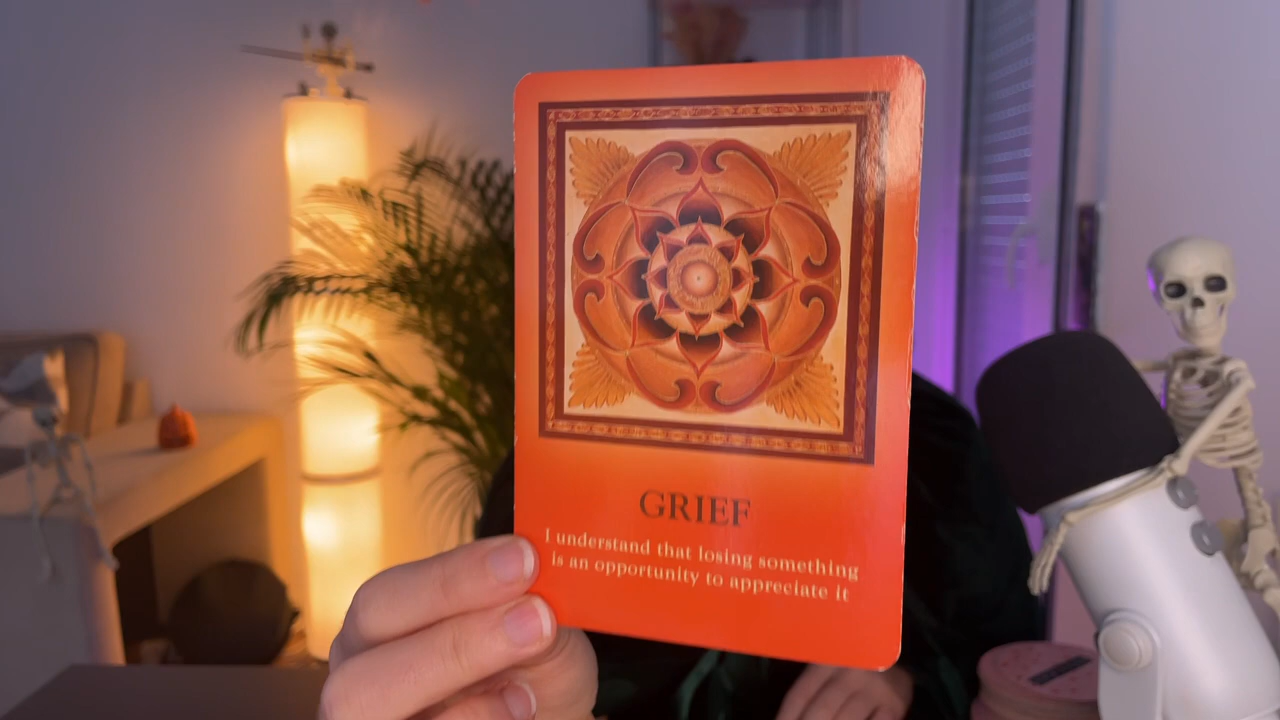 GRIEF
I understand that losing something
is an opportunity to appreciate it